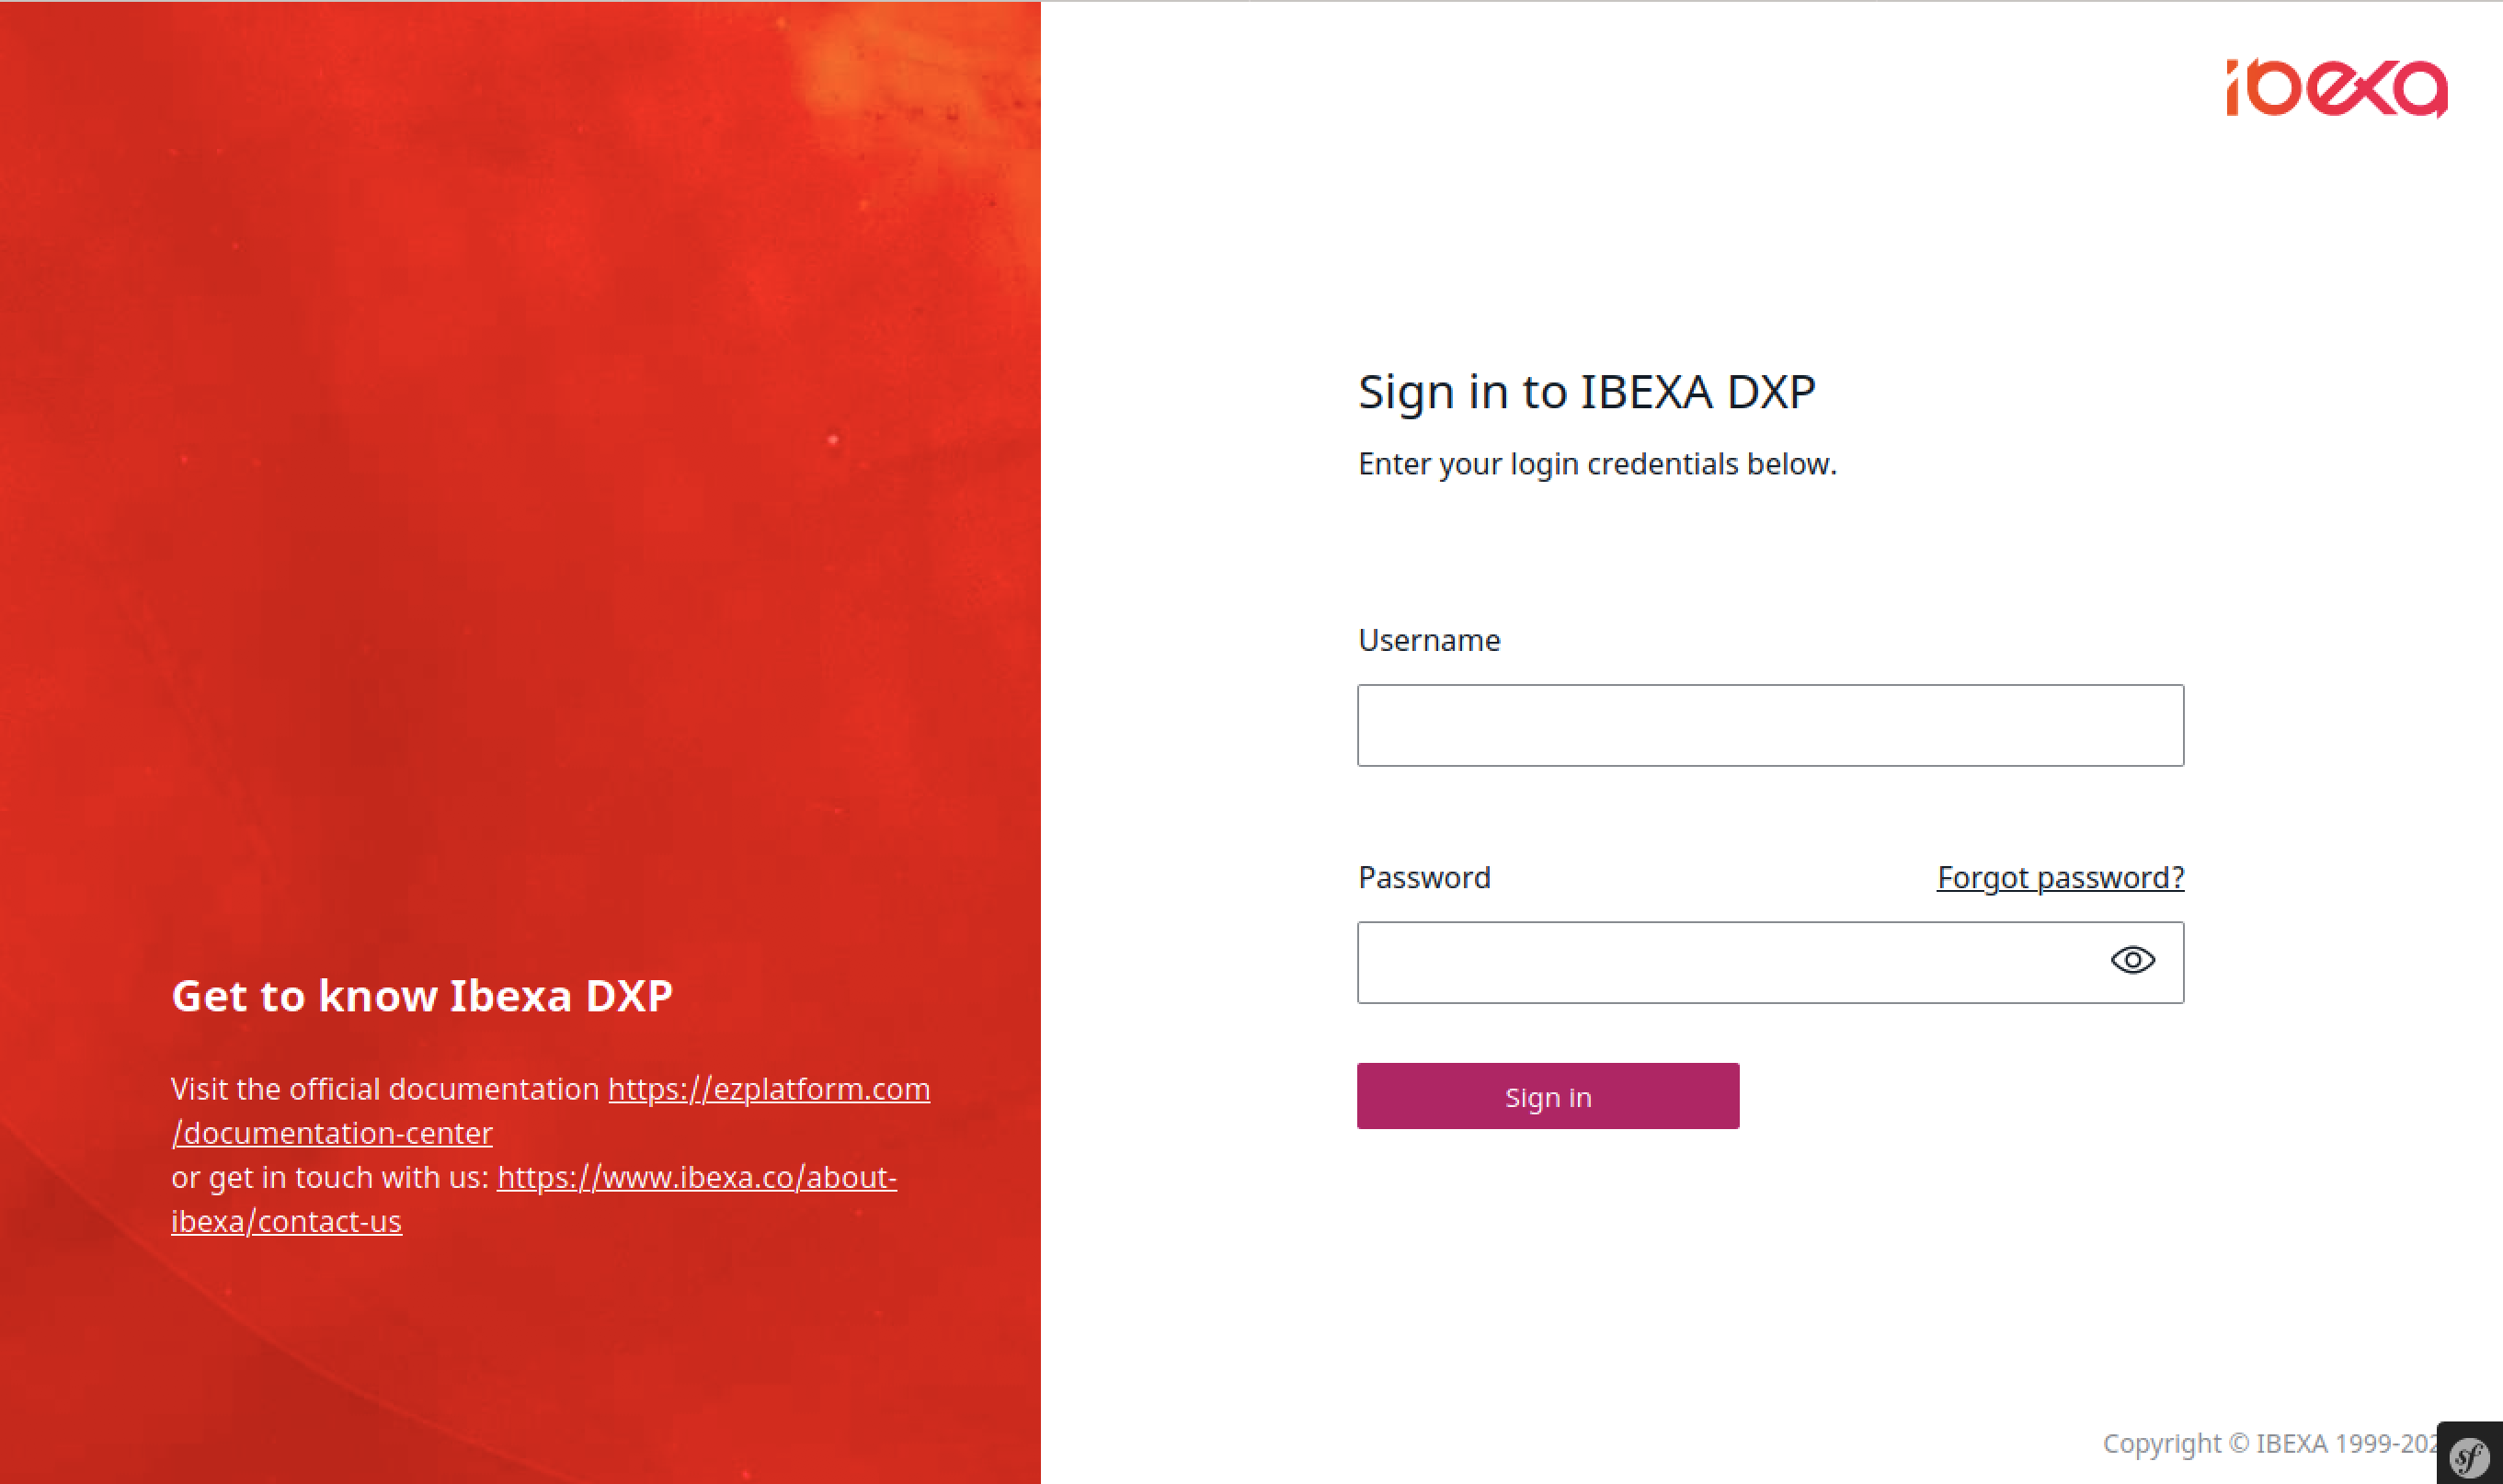 Get to know Ibexa DXP
Visit the official documentation https://ezplatform.com
/documentation-center
or get in touch with us: https://www.ibexa.co/about-
ibexa/contact-us
ibexa
Sign in to IBEXA DXP
Enter your login credentials below.
Username
Password Forgot password?
Sign in
Copyright © IBEXA 1999-202
sf